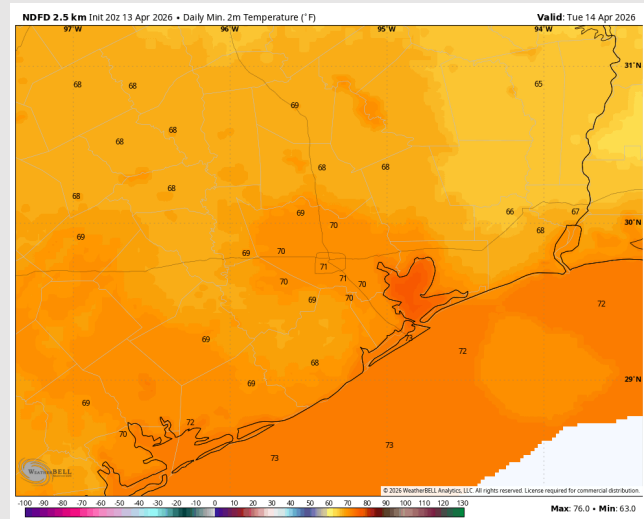 NDFD 2.5 km Init 20z 13 Apr 2026 • Daily Min. 2m Temperature (°F)
Valid: Tue 14 Apr 2026
97°W 96°W 95°W 94°W
31°N
68 68 65
69
68
68
68 68
68 68
69 66 67
30°N
70 68
69
69 70
71
70 71 70
69 70
72
69 73
72
68
29°N
69
69
72
70
73
73
WeatherBELL
© 2026 WeatherBELL Analytics, LLC. All rights reserved. License required for commercial distribution.
-100 -90 -80 -70 -60 -50 -40 -30 -20 -10 0 10 20 30 40 50 60 70 80 90 100 110 120 130
Max: 76.0 • Min: 63.0